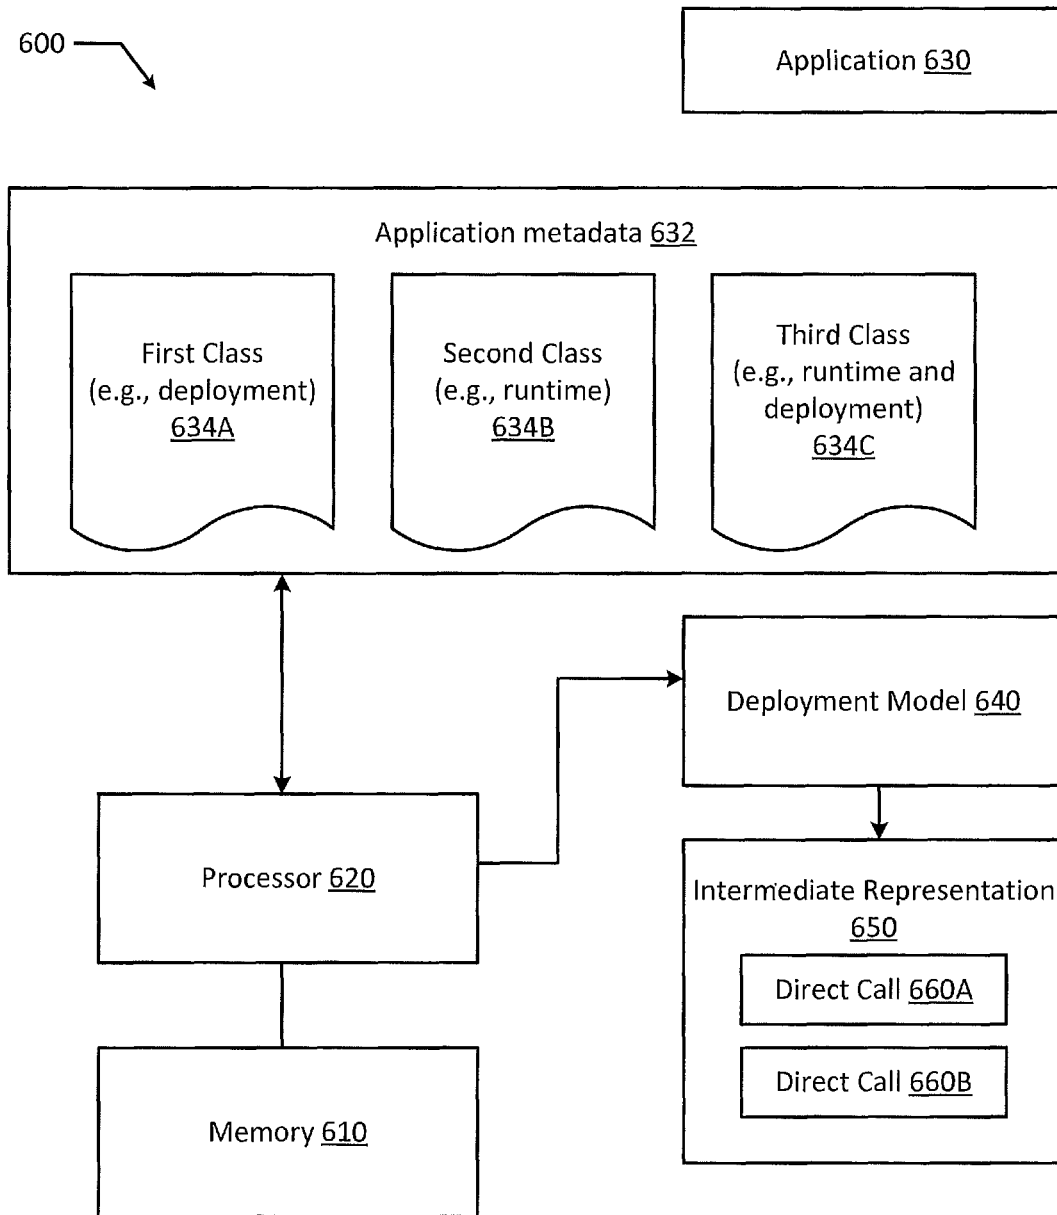 600
Application 630
Application metadata 632
First Class
(e.g., deployment)
634A
Second Class
(e.g., runtime)
634B
Third Class
(e.g., runtime and
deployment)
634C
Deployment Model 640
Processor 620
Intermediate Representation
650
Direct Call 660A
Direct Call 660B
Memory 610